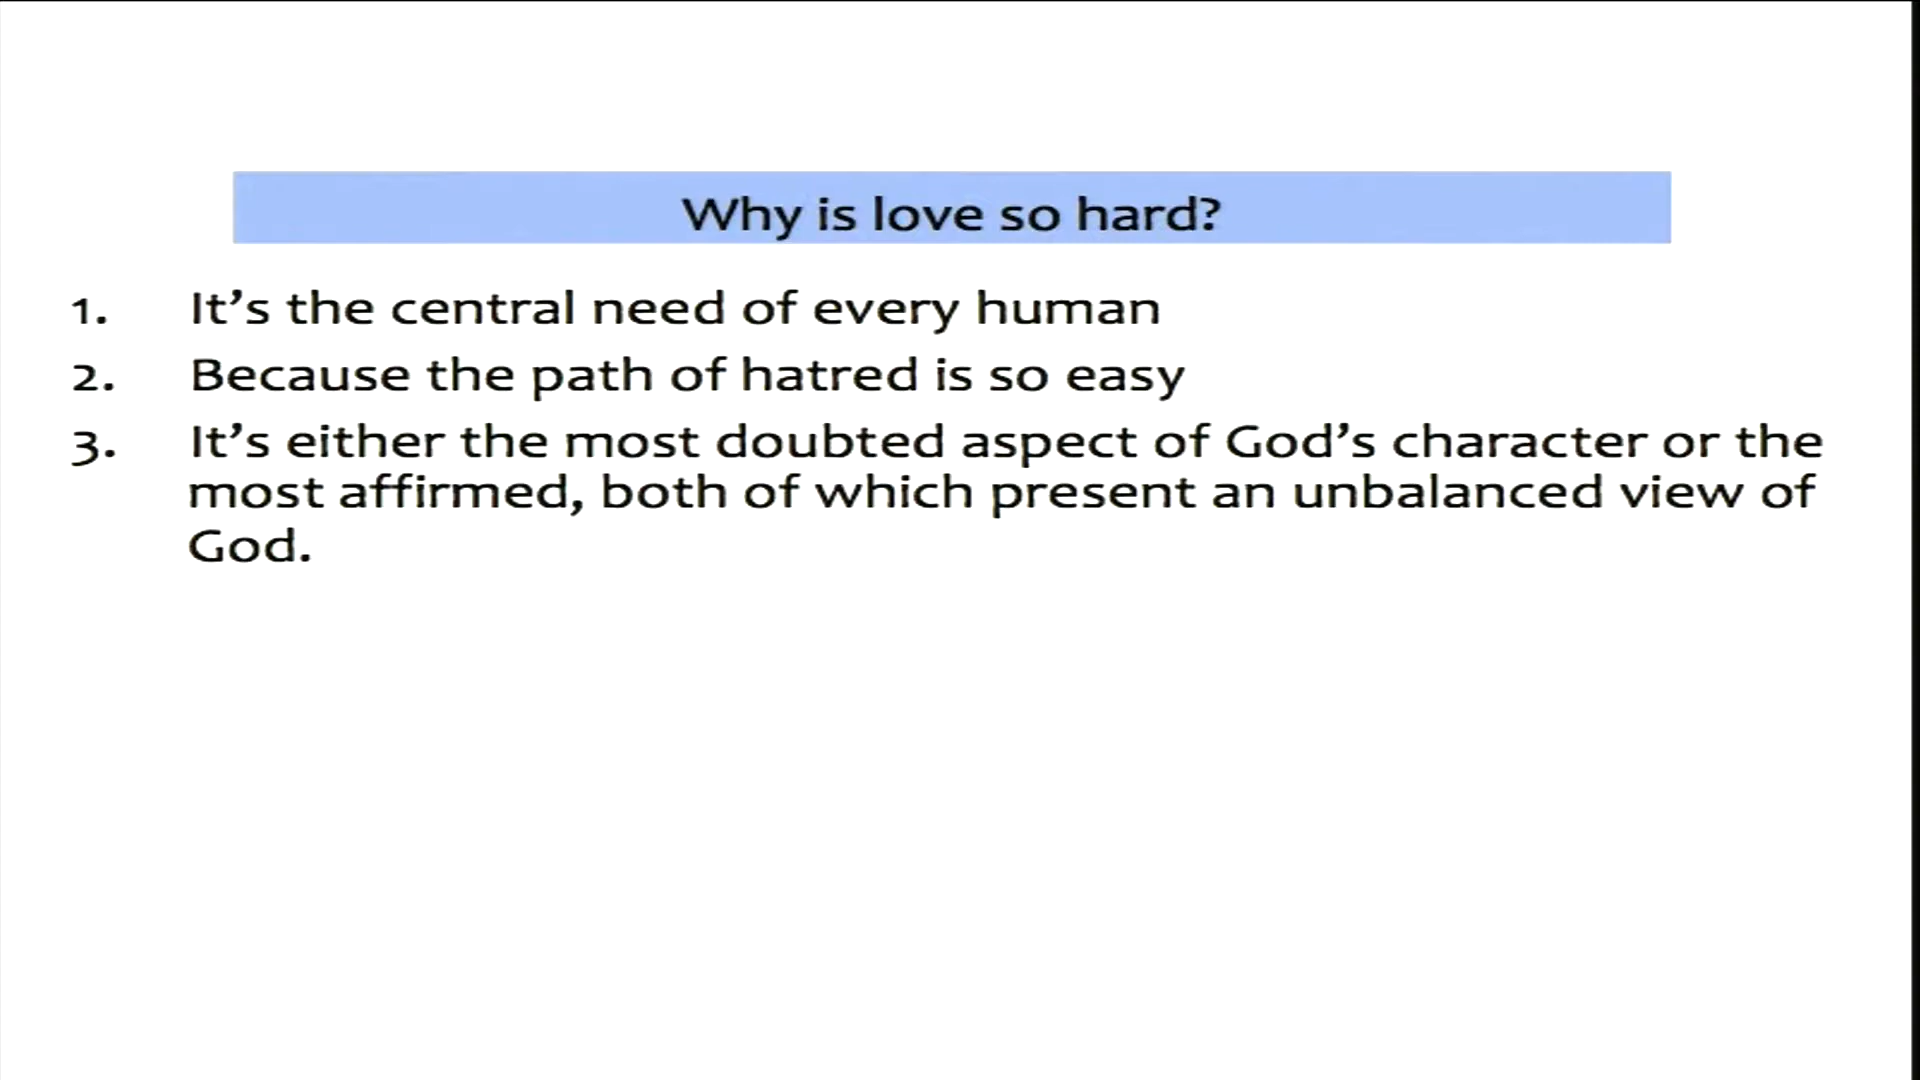 Why is love so hard?
1. It’s the central need of every human
2. Because the path of hatred is so easy
3. It’s either the most doubted aspect of God’s character or the
most affirmed, both of which present an unbalanced view of
God.